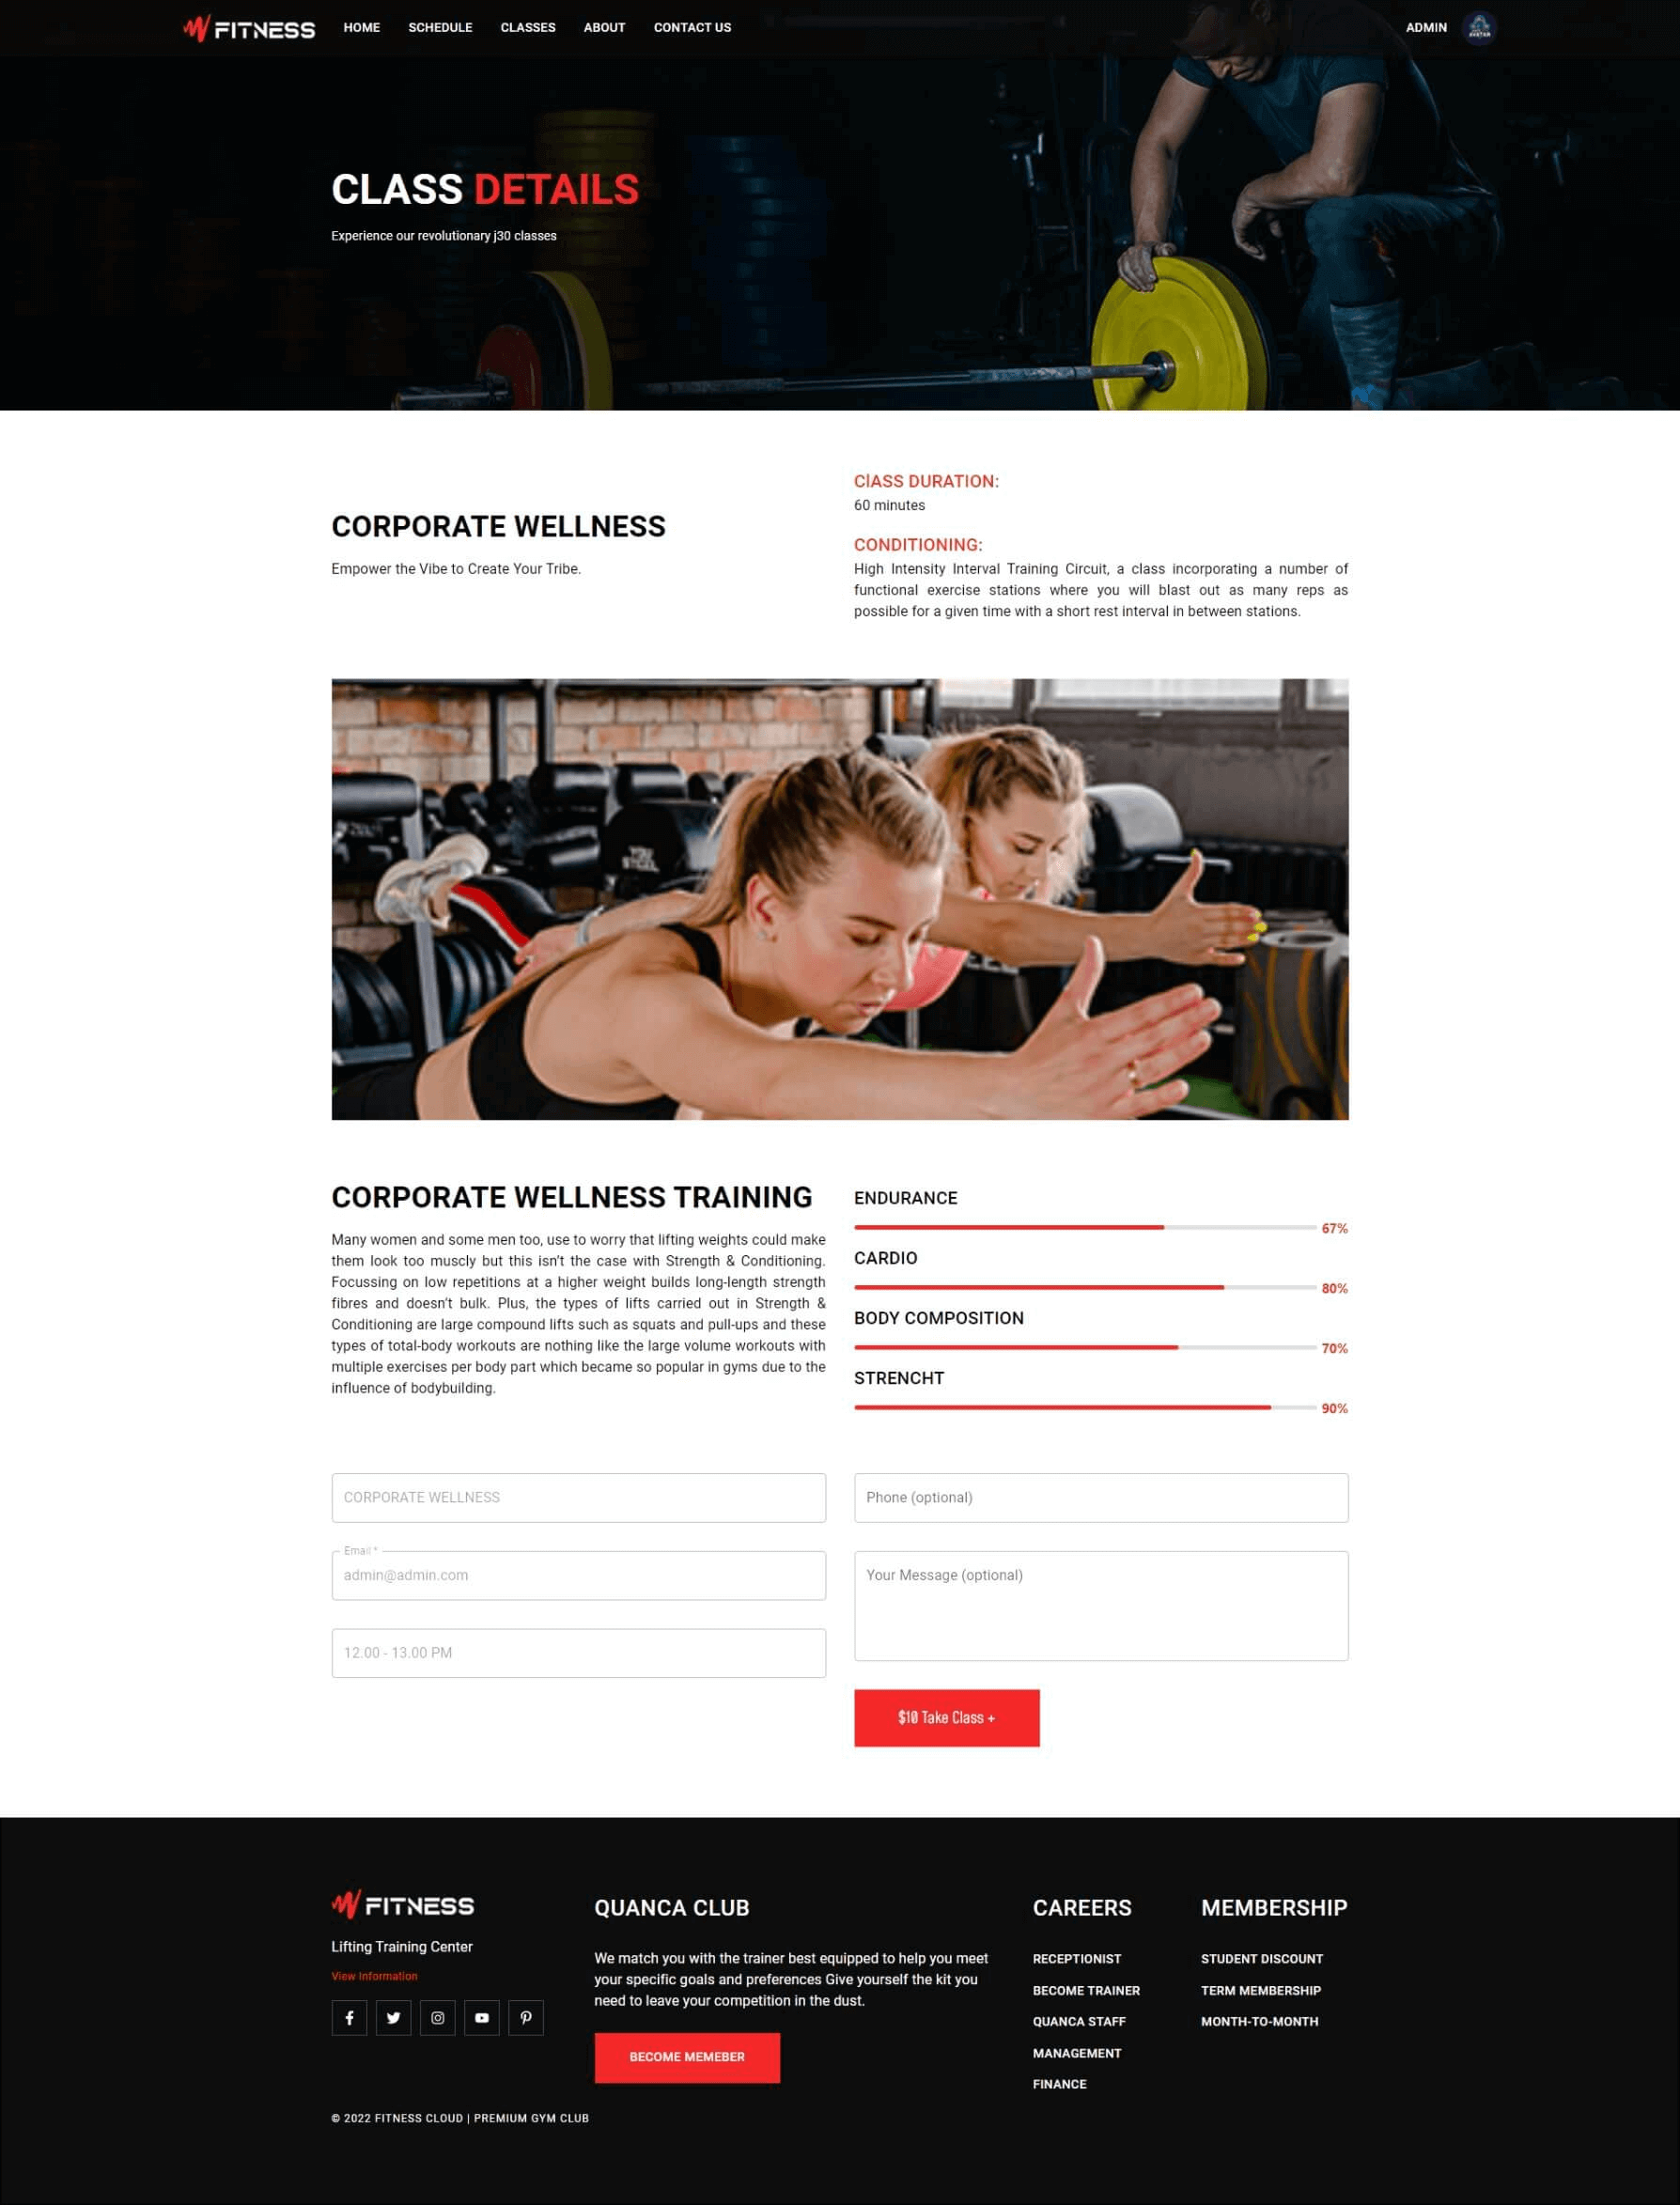 FITNESS HOME SCHEDULE CLASSES ABOUT CONTACT US ADMIN
AVATAR
CLASS DETAILS
Experience our revolutionary j30 classes
ClASS DURATION:
60 minutes
CORPORATE WELLNESS
Empower the Vibe to Create Your Tribe.
CONDITIONING:
High Intensity Interval Training Circuit, a class incorporating a number of
functional exercise stations where you will blast out as many reps as
possible for a given time with a short rest interval in between stations.
YOU
STEEL
CORPORATE WELLNESS TRAINING
Many women and some men too, use to worry that lifting weights could make
them look too muscly but this isn’t the case with Strength & Conditioning.
Focussing on low repetitions at a higher weight builds long-length strength
fibres and doesn’t bulk. Plus, the types of lifts carried out in Strength &
Conditioning are large compound lifts such as squats and pull-ups and these
types of total-body workouts are nothing like the large volume workouts with
multiple exercises per body part which became so popular in gyms due to the
influence of bodybuilding.
ENDURANCE
67%
CARDIO
80%
BODY COMPOSITION
70%
STRENCHT
90%
CORPORATE WELLNESS
Email *
admin@admin.com
12.00 - 13.00 PM
Phone (optional)
Your Message (optional)
$10 Take Class +
FITNESS
Lifting Training Center
View Information
QUANCA CLUB
We match you with the trainer best equipped to help you meet
your specific goals and preferences Give yourself the kit you
need to leave your competition in the dust.
BECOME MEMEBER
CAREERS
RECEPTIONIST
BECOME TRAINER
QUANCA STAFF
MANAGEMENT
FINANCE
MEMBERSHIP
STUDENT DISCOUNT
TERM MEMBERSHIP
MONTH-TO-MONTH
© 2022 FITNESS CLOUD | PREMIUM GYM CLUB